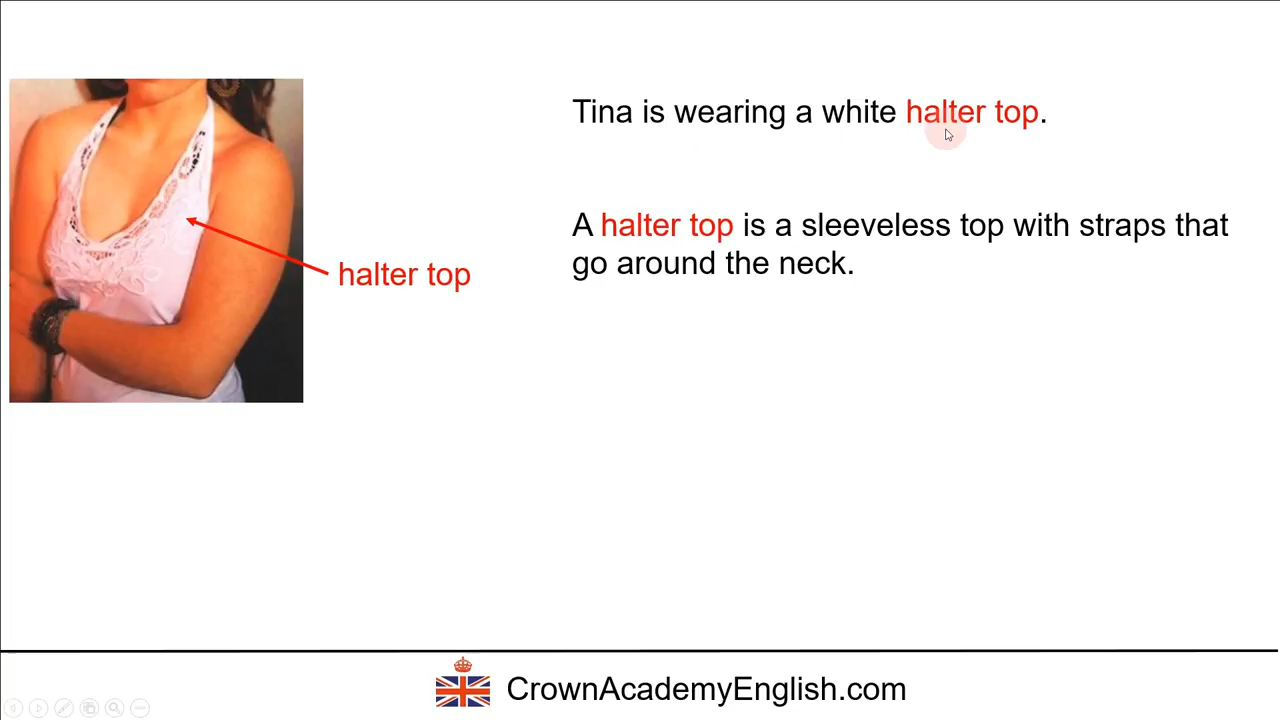 Tina is wearing a white halter top.
A halter top is a sleeveless top with straps that
go around the neck.
halter top
CrownAcademyEnglish.com